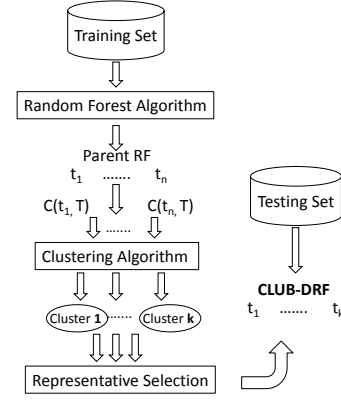 Training Set
Random Forest Algorithm
Parent RF
t1 ....... tn
C(t1, T) C(tn, T)
.......
Clustering Algorithm
Cluster 1 ....... Cluster k
Representative Selection
Testing Set
CLUB-DRF
t1 ....... tk